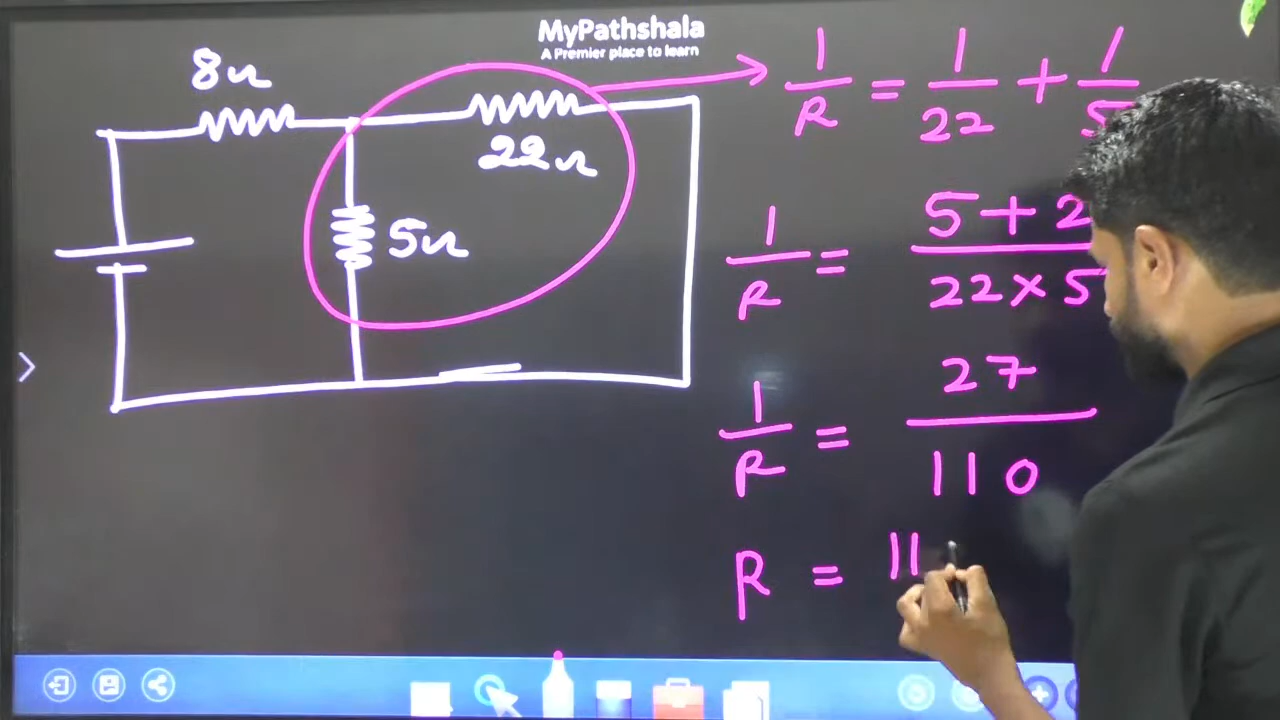 MyPathshala
A Premier place to learn
8Ω
22Ω
5Ω
1/R = 1/22 + 1/5
1/R = 5 + 2 / 22 × 5
1/R = 27/110
R = 11